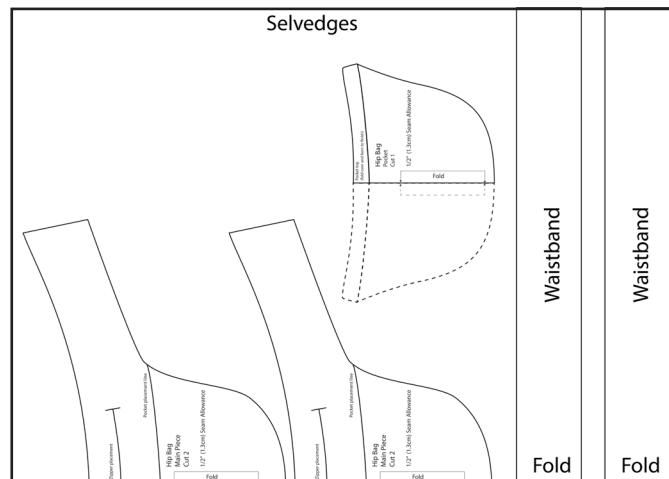 Selvedges
Pocket top
(fold over and hem to finish)
Hip Bag
Pocket
Cut 1
1/2" (1.3cm) Seam Allowance
Fold
Waistband
Fold
Waistband
Fold
Zipper placement
Pocket placement line
Hip Bag
Main Piece
Cut 2
1/2" (1.3cm) Seam Allowance
Fold
Zipper placement
Pocket placement line
Hip Bag
Main Piece
Cut 2
1/2" (1.3cm) Seam Allowance
Fold